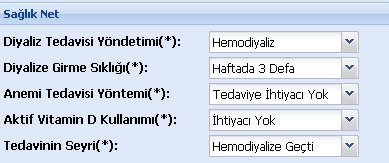 Sağlık Net
Diyaliz Tedavisi Yöndetimi(*): Hemodiyaliz
Diyalize Girme Sıklığı(*): Haftada 3 Defa
Anemi Tedavisi Yöntemi(*): Tedaviye İhtiyacı Yok
Aktif Vitamin D Kullanımı(*): İhtiyacı Yok
Tedavinin Seyri(*): Hemodiyalize Geçti